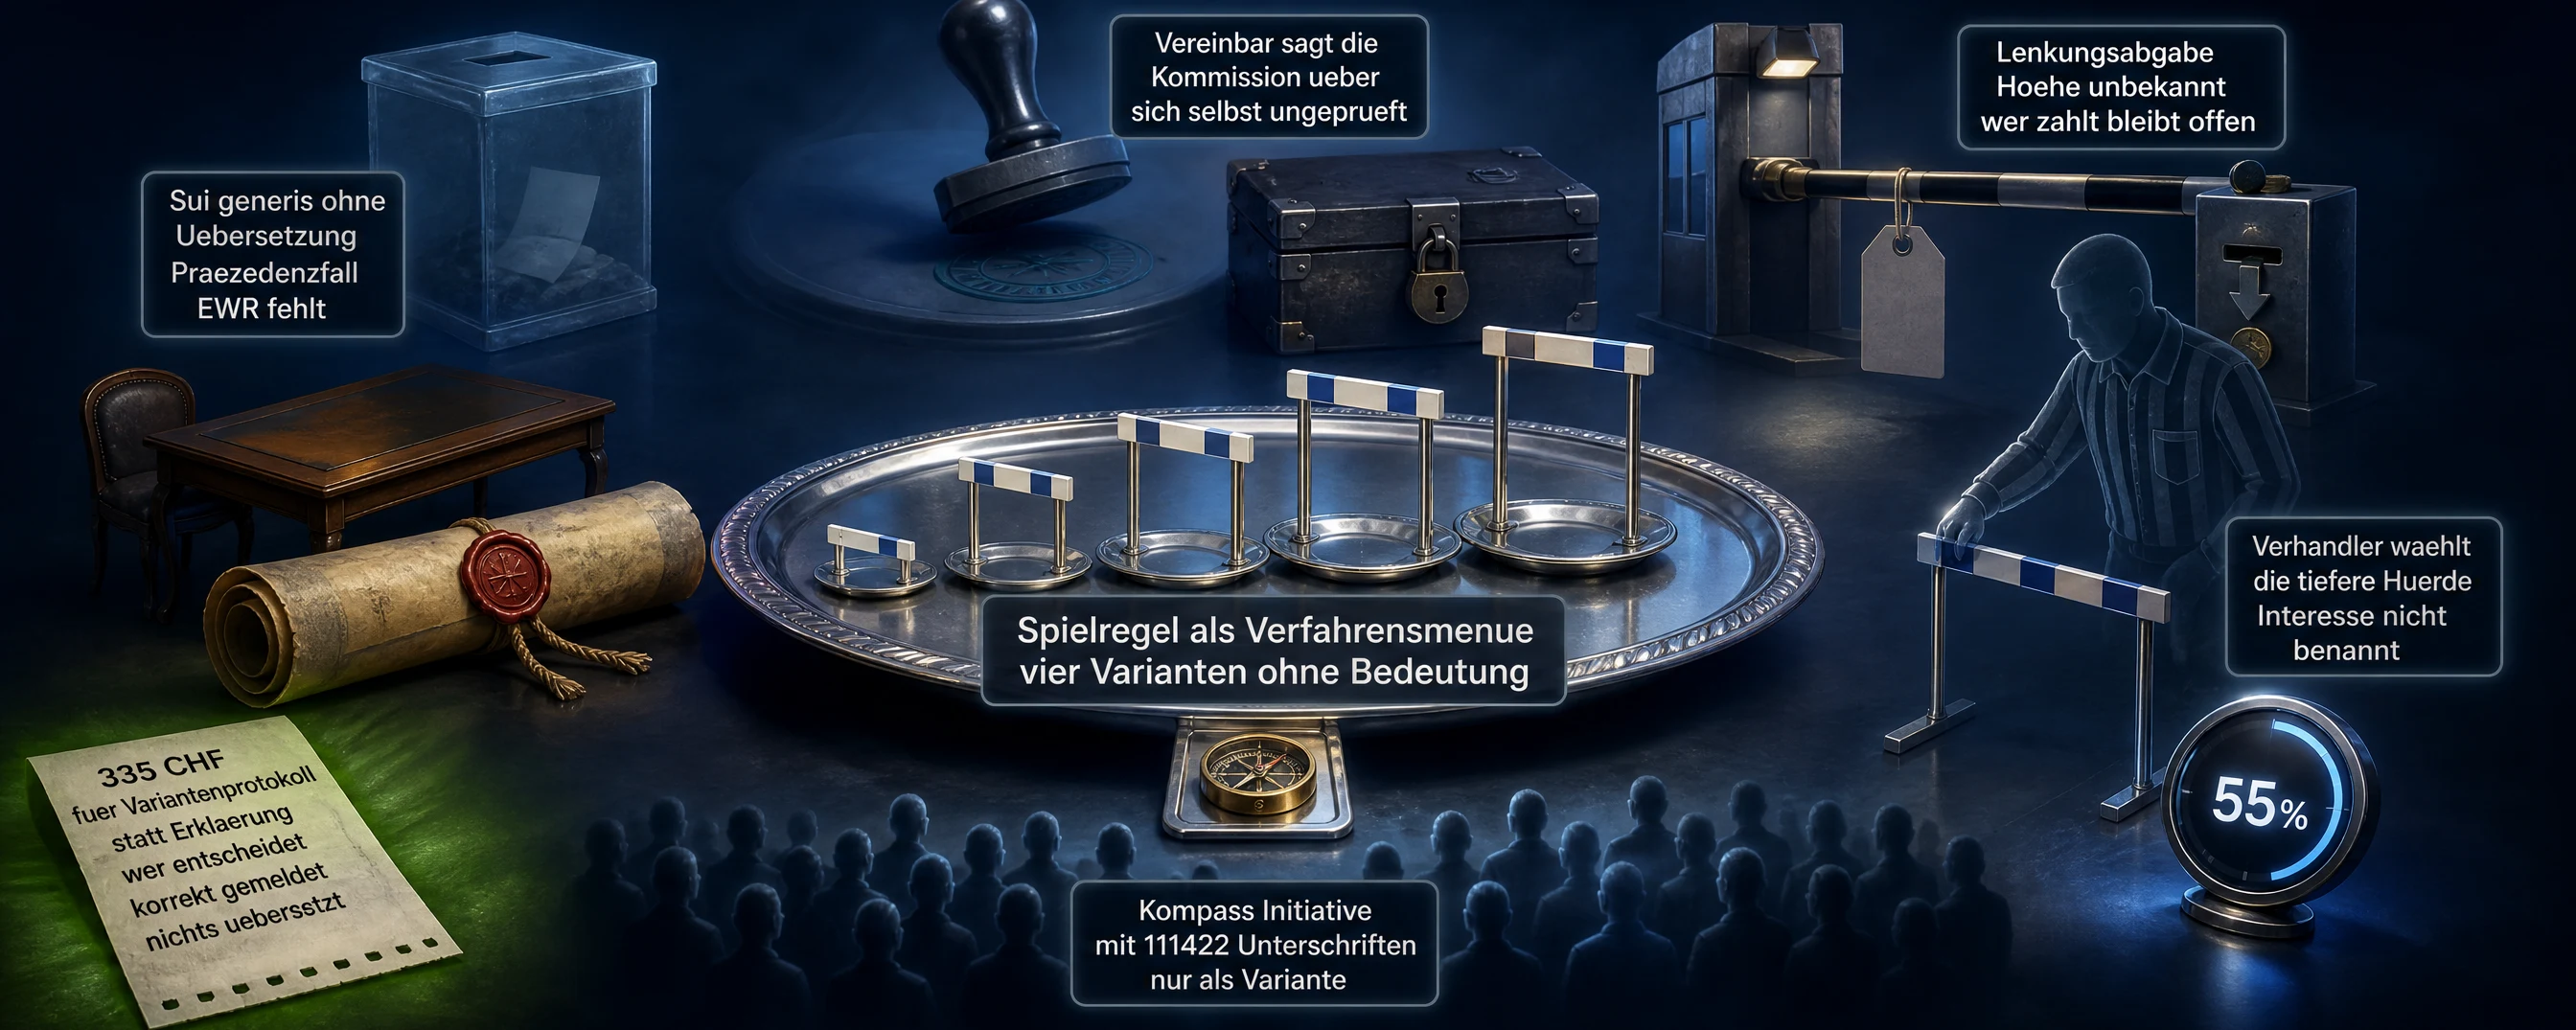 Vereinbar sagt die
Kommission ueber
sich selbst ungeprueft
Lenkungsabgabe
Hoehe unbekannt
wer zahlt bleibt offen
Sui generis ohne
Uebersetzung
Praezedenzfall
EWR fehlt
Verhandler waehlt
die tiefere Huerde
Interesse nicht
benannt
Spielregel als Verfahrensmenue
vier Varianten ohne Bedeutung
335 CHF
fuer Variantenprotokoll
statt Erklaerung
wer entscheidet
korrekt gemeldet
nichts uebersstzt
55%
Kompass Initiative
mit 111422 Unterschriften
nur als Variante